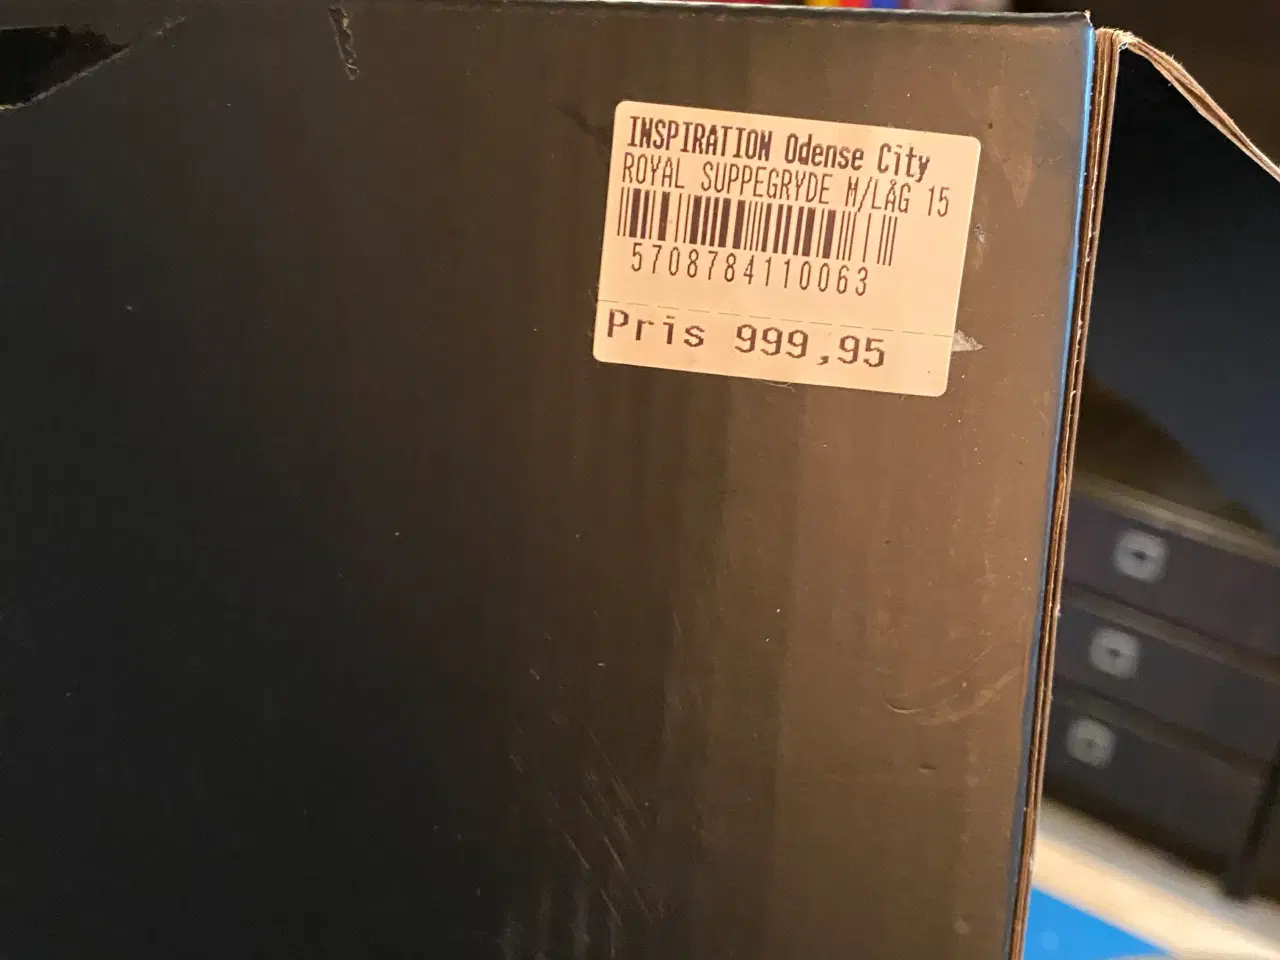 INSPIRATION Odense City
ROYAL SUPPEGRYDE M/LÅG 15
5708784110063
Pris 999,95